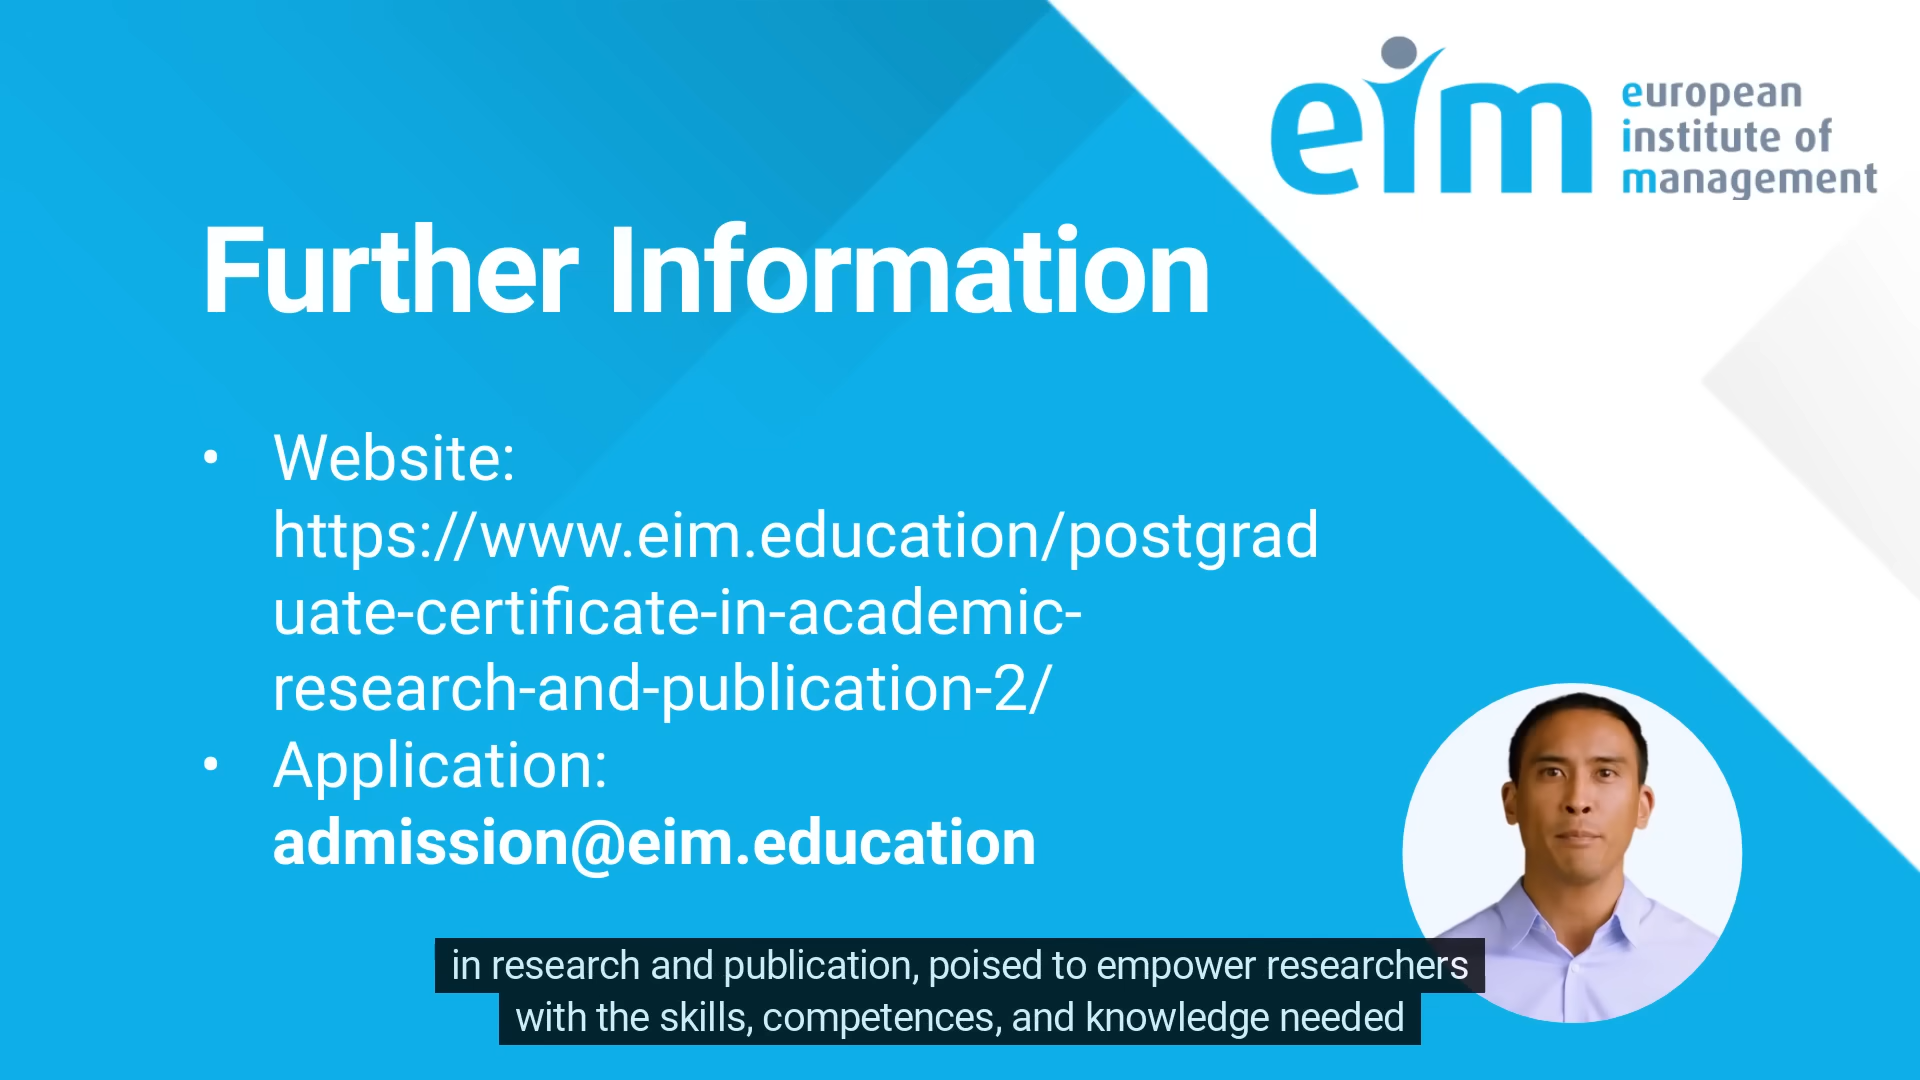 eim
european
institute of
management
Further Information
• Website:
https://www.eim.education/postgrad
uate-certificate-in-academic-
research-and-publication-2/
• Application:
admission@eim.education
in research and publication, poised to empower researchers
with the skills, competences, and knowledge needed